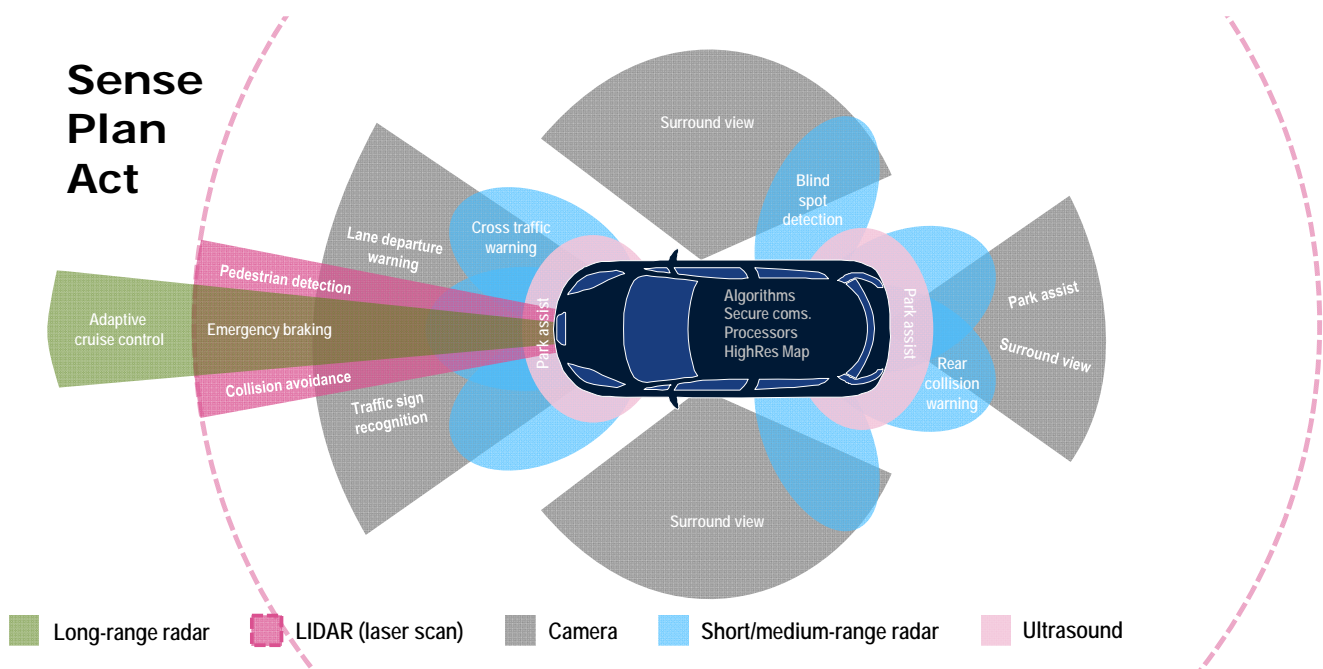 Sense
Plan
Act
Surround view
Blind
spot
detection
Cross traffic
warning
Lane departure
warning
Pedestrian detection
Adaptive
cruise control
Emergency braking
Collision avoidance
Traffic sign
recognition
Park assist
Algorithms
Secure coms.
Processors
HighRes Map
Park assist
Park assist
Surround view
Rear
collision
warning
Surround view
Long-range radar
LIDAR (laser scan)
Camera
Short/medium-range radar
Ultrasound